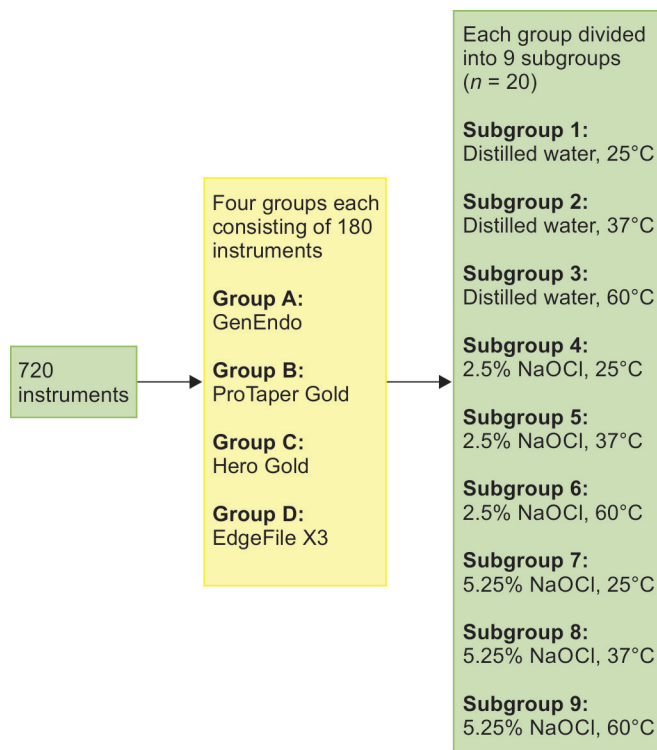 720
instruments
Four groups each
consisting of 180
instruments
Group A:
GenEndo
Group B:
ProTaper Gold
Group C:
Hero Gold
Group D:
EdgeFile X3
Each group divided
into 9 subgroups
(n = 20)
Subgroup 1:
Distilled water, 25°C
Subgroup 2:
Distilled water, 37°C
Subgroup 3:
Distilled water, 60°C
Subgroup 4:
2.5% NaOCl, 25°C
Subgroup 5:
2.5% NaOCl, 37°C
Subgroup 6:
2.5% NaOCl, 60°C
Subgroup 7:
5.25% NaOCl, 25°C
Subgroup 8:
5.25% NaOCl, 37°C
Subgroup 9:
5.25% NaOCl, 60°C